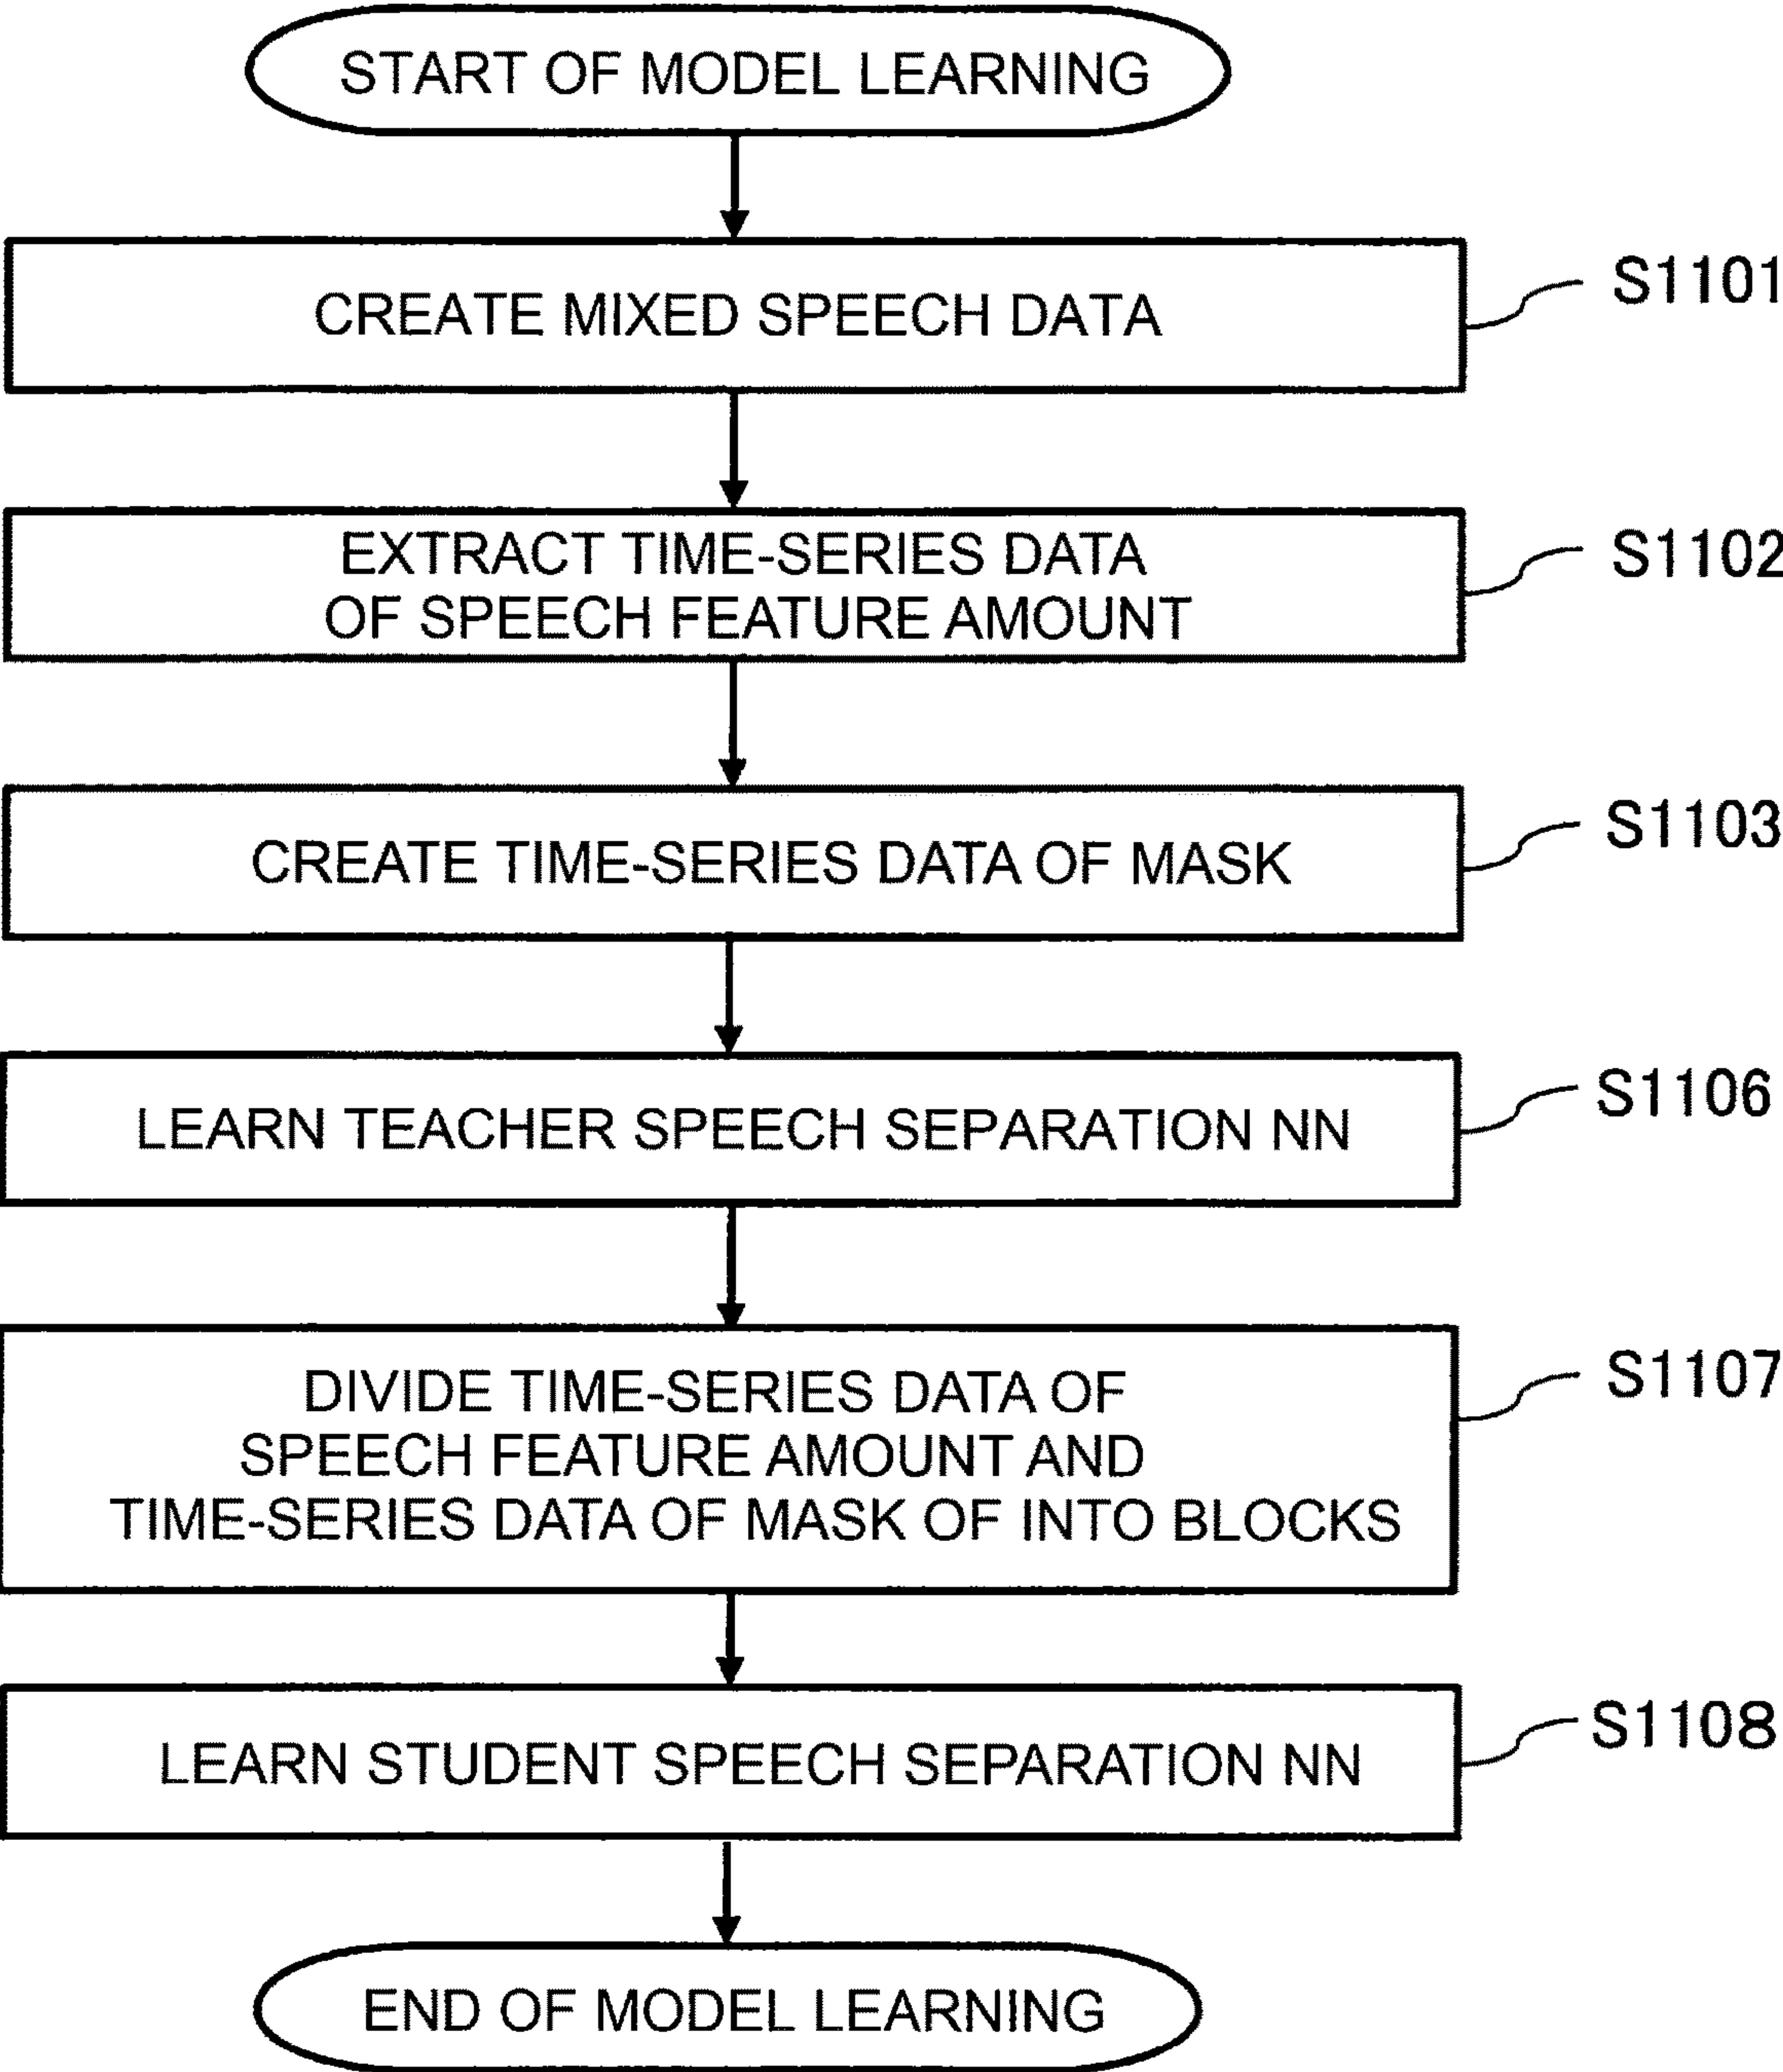 START OF MODEL LEARNING
CREATE MIXED SPEECH DATA
S1101
EXTRACT TIME-SERIES DATA
OF SPEECH FEATURE AMOUNT
S1102
CREATE TIME-SERIES DATA OF MASK
S1103
LEARN TEACHER SPEECH SEPARATION NN
S1106
DIVIDE TIME-SERIES DATA OF
SPEECH FEATURE AMOUNT AND
TIME-SERIES DATA OF MASK OF INTO BLOCKS
S1107
LEARN STUDENT SPEECH SEPARATION NN
S1108
END OF MODEL LEARNING